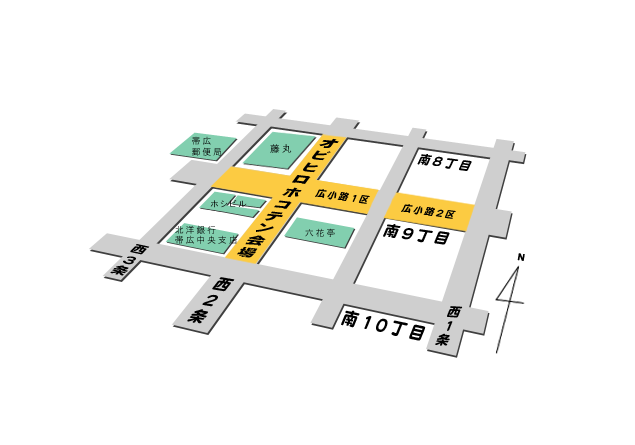 帯広
郵便局
藤丸
オビヒロホコテン会場
南8丁目
広小路1区
広小路2区
ホシビル
北洋銀行
帯広中央支店
六花亭
南9丁目
西3条
西2条
南10丁目
西1条
N